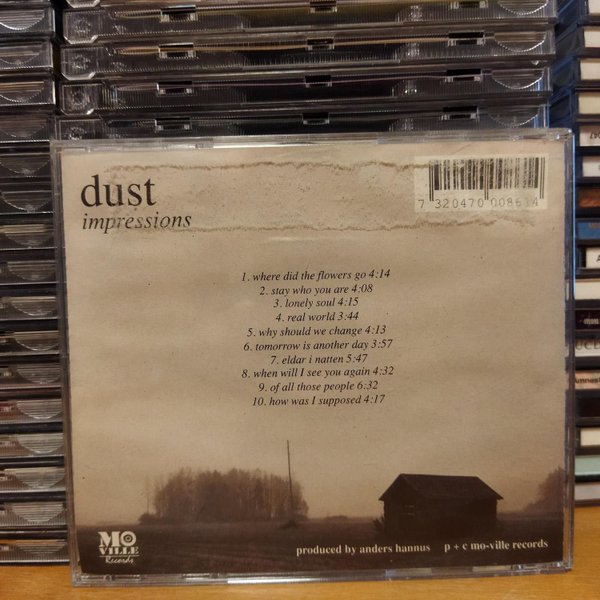 dust
impressions
7 320470 008614
1. where did the flowers go 4:14
2. stay who you are 4:08
3. lonely soul 4:15
4. real world 3:44
5. why should we change 4:13
6. tomorrow is another day 3:57
7. eldar i natten 5:47
8. when will I see you again 4:32
9. of all those people 6:32
10. how was I supposed 4:17
MO
VILLE
Records
produced by anders hannus p + c mo-ville records